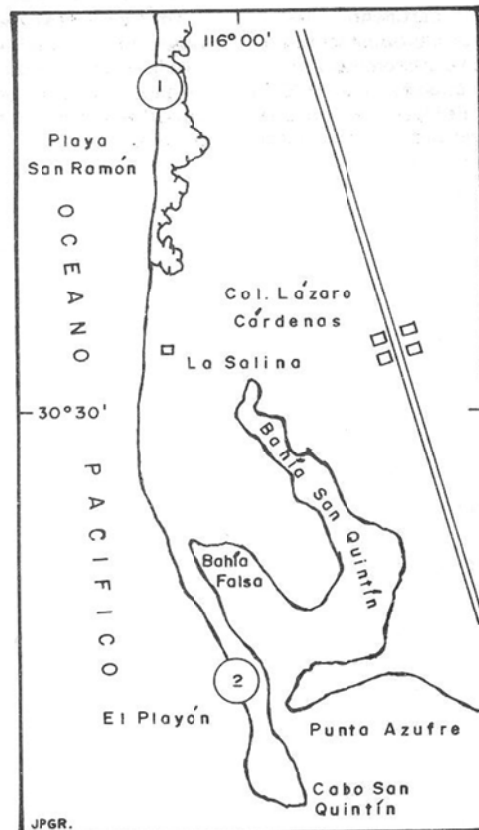 116° 00'
1
Playa
San Ramón
OCEANO
PACIFICO
Col. Lázaro
Cárdenas
La Salina
30° 30'
Bahía San Quintín
Bahía
Falsa
2
El Playón
Punta Azufre
Cabo San
Quintín
JPGR.